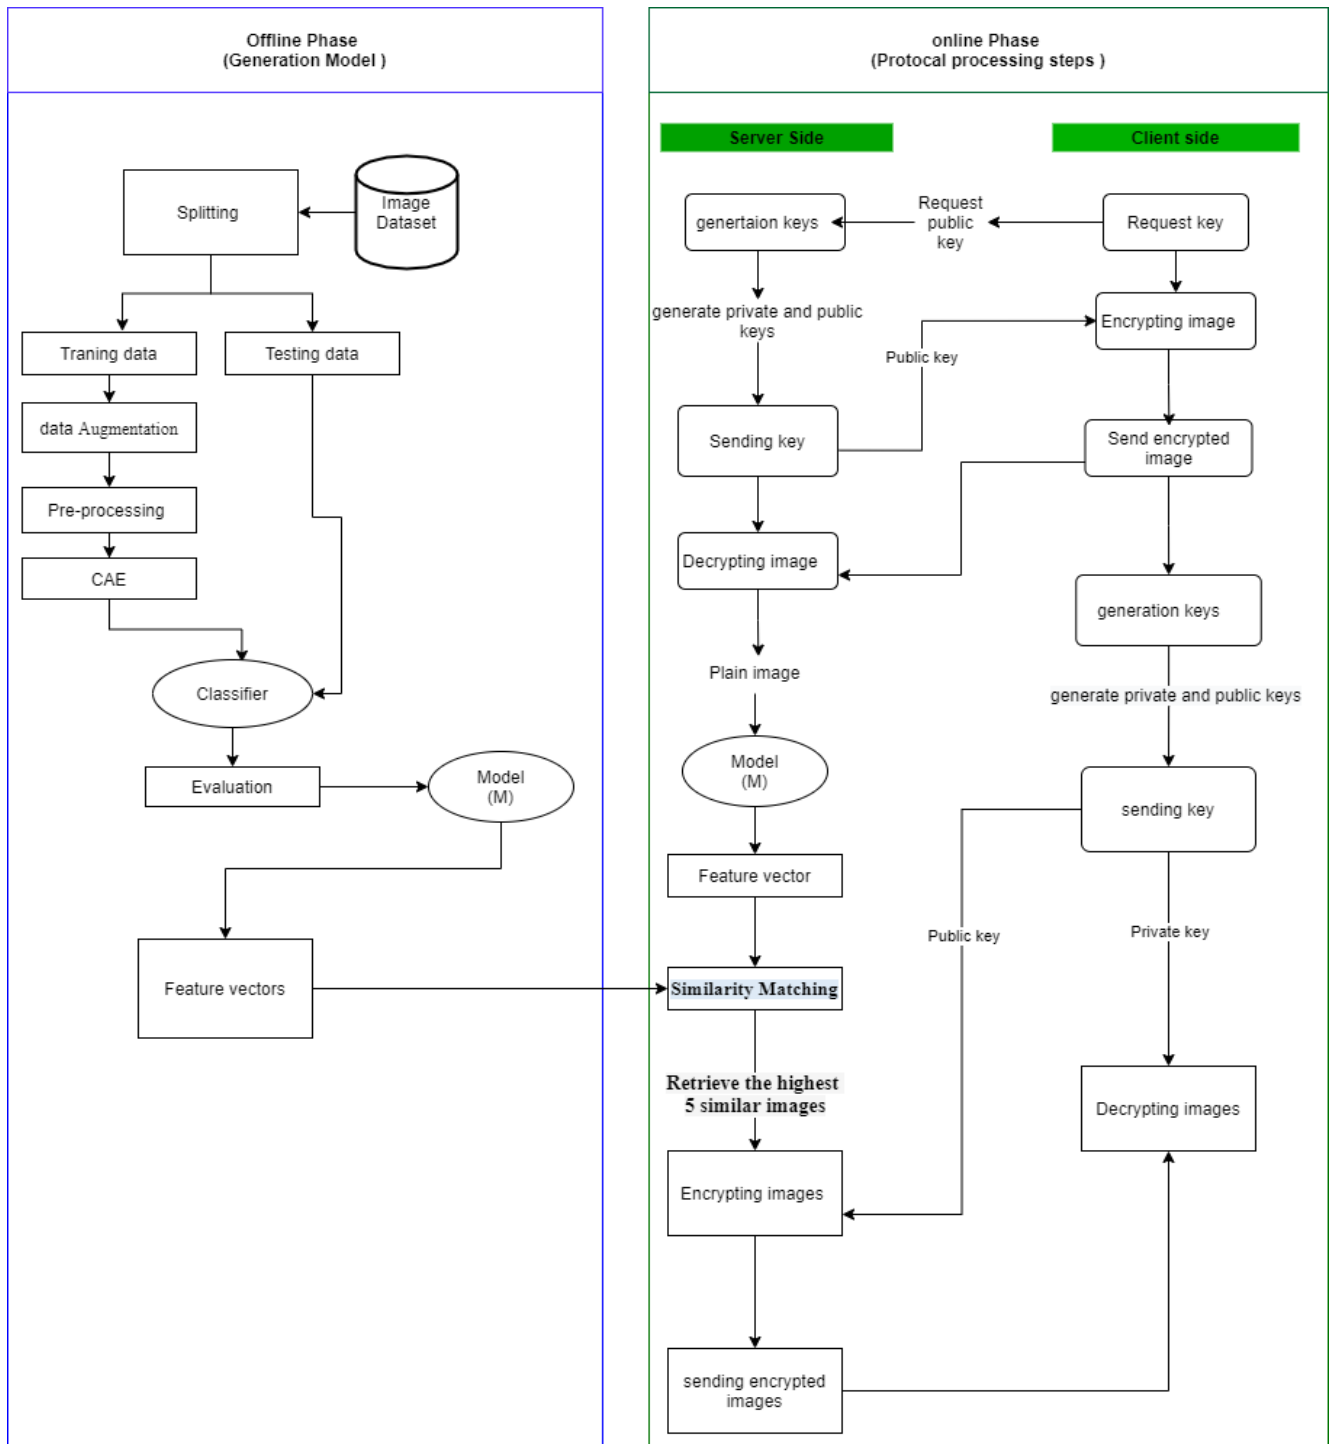 Offline Phase
(Generation Model )
Image
Dataset
Splitting
Traning data
Testing data
data Augmentation
Pre-processing
CAE
Classifier
Evaluation
Model
(M)
Feature vectors
online Phase
(Protocal processing steps )
Server Side
Client side
genertaion keys
Request
public
key
Request key
generate private and public
keys
Encrypting image
Public key
Sending key
Send encrypted
image
Decrypting image
generation keys
Plain image
generate private and public keys
Model
(M)
sending key
Feature vector
Public key
Private key
Similarity Matching
Retrieve the highest
5 similar images
Decrypting images
Encrypting images
sending encrypted
images